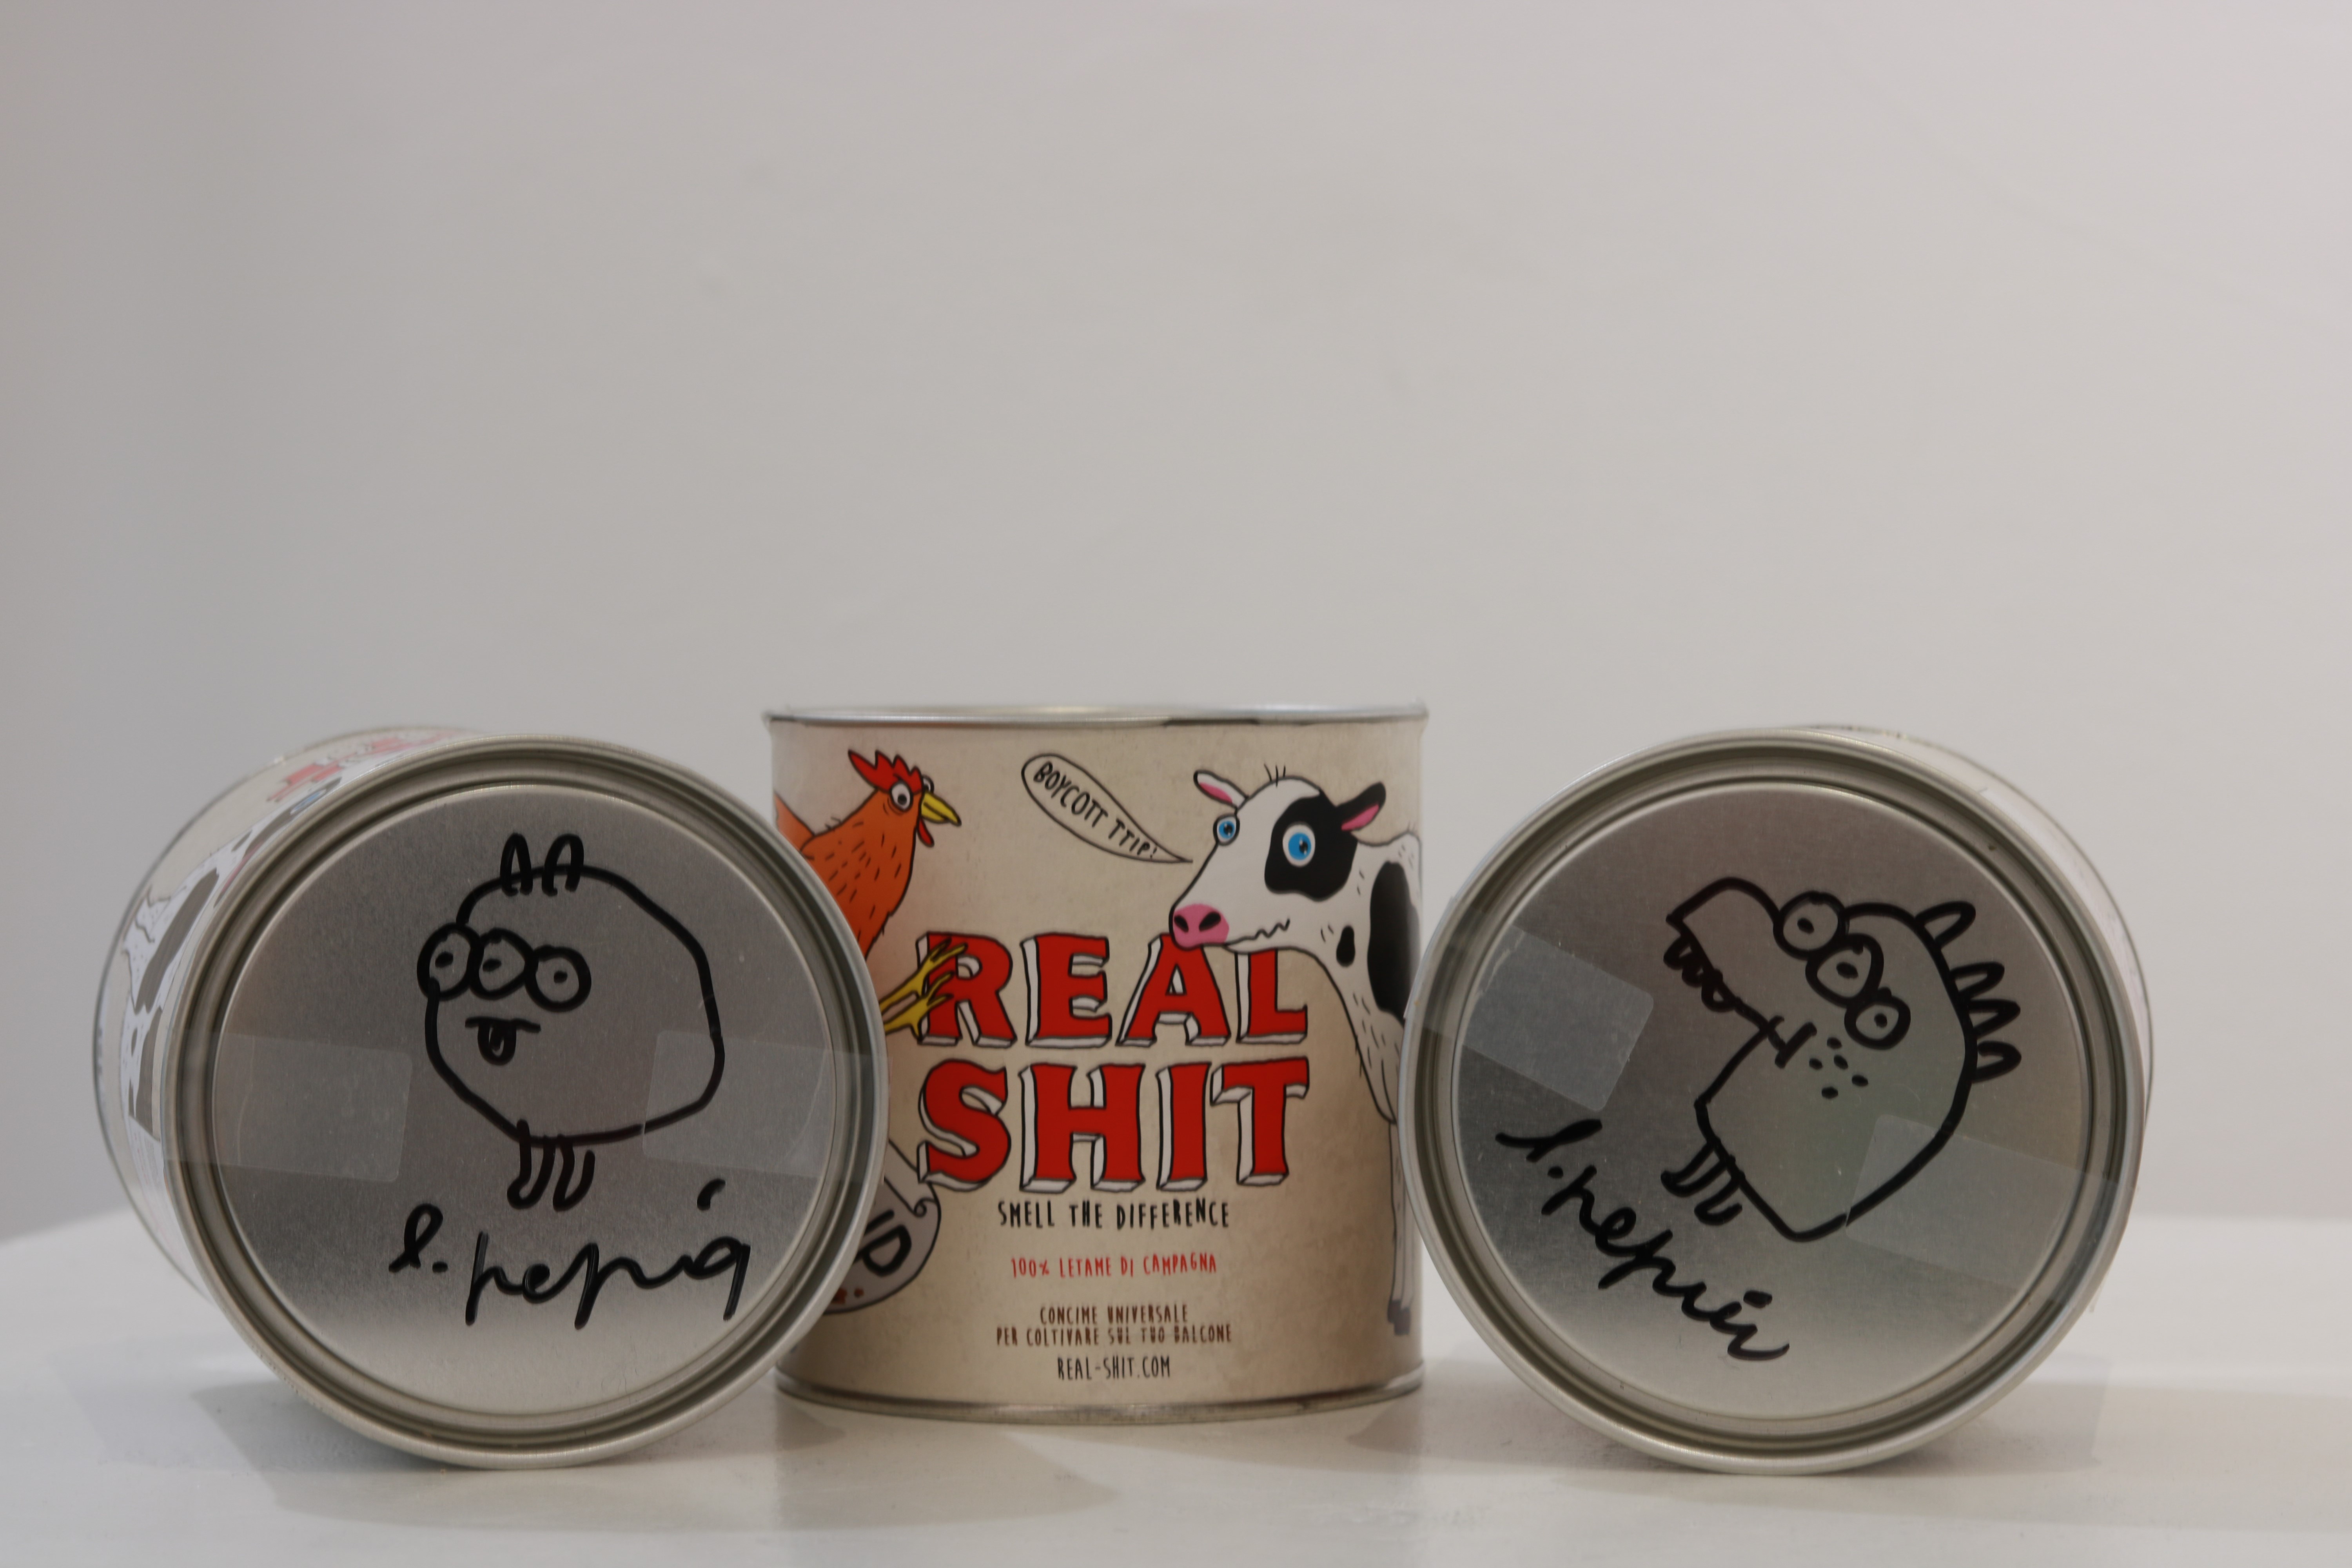 BOYCOTT TTIP!
REAL
SHIT
SMELL THE DIFFERENCE
100% LETAME DI CAMPAGNA
CONCIME UNIVERSALE
PER COLTIVARE SUL TUO BALCONE
REAL-SHIT.COM